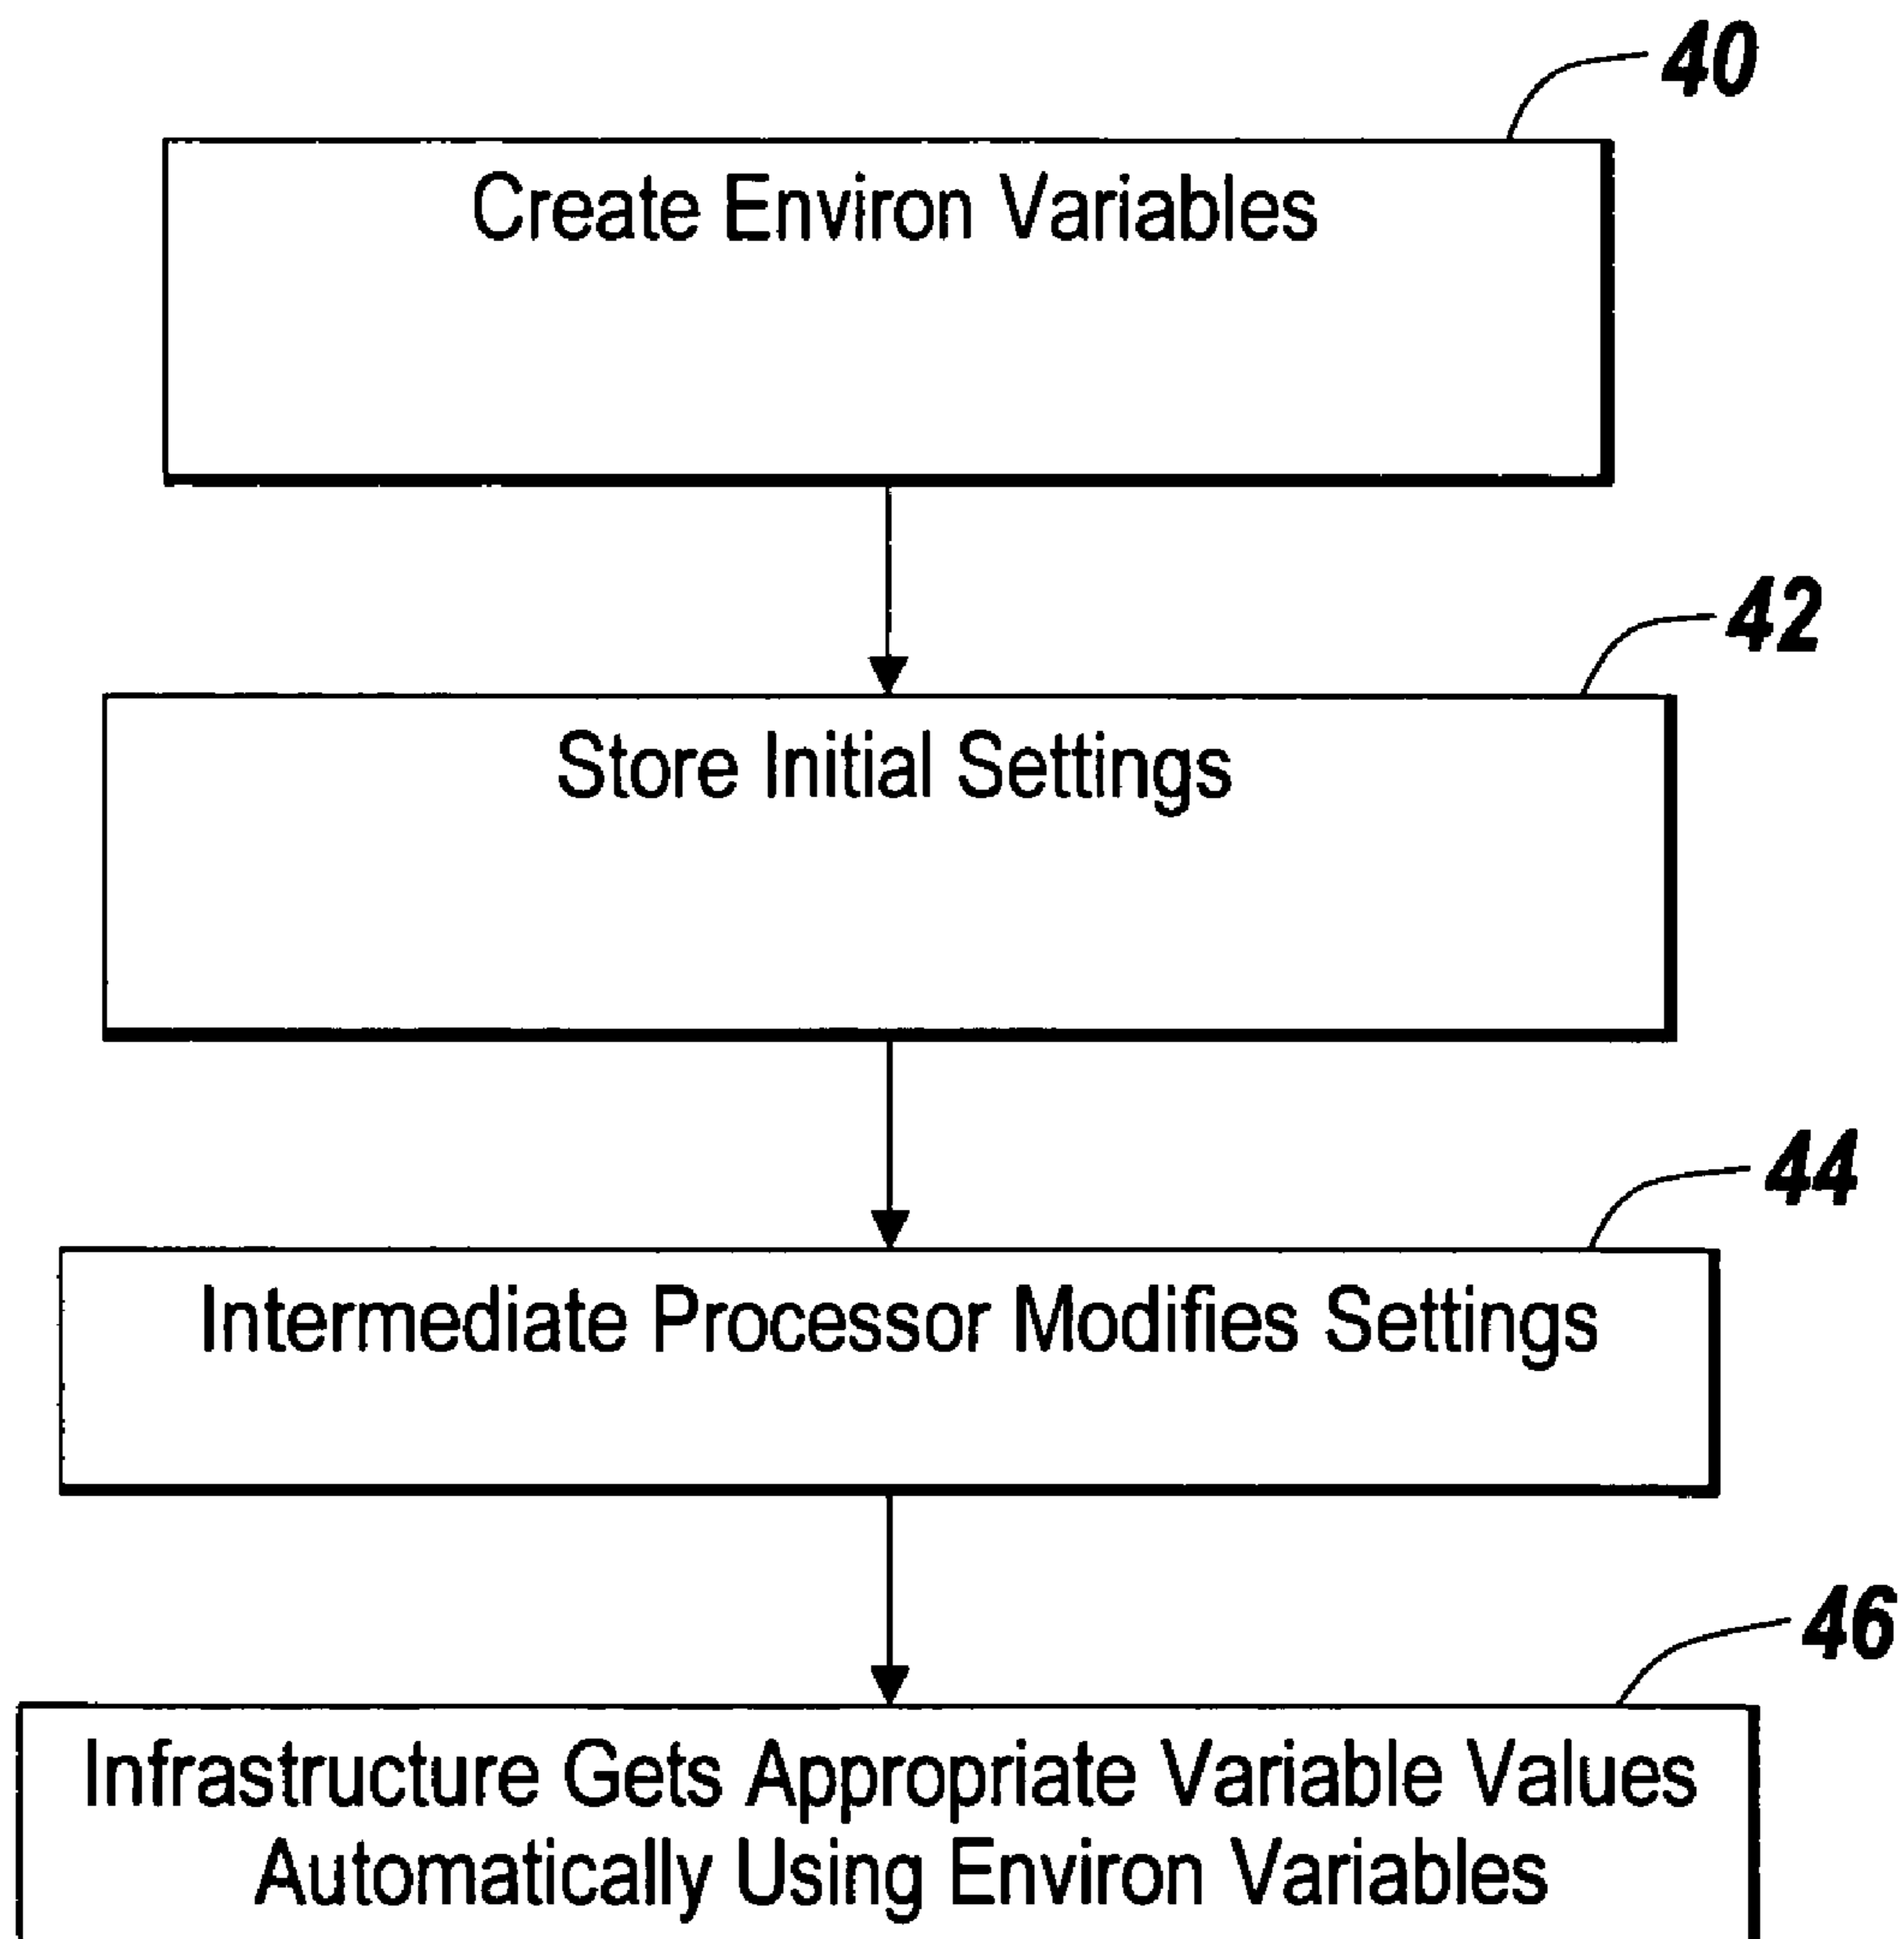 40
Create Environ Variables
42
Store Initial Settings
44
Intermediate Processor Modifies Settings
46
Infrastructure Gets Appropriate Variable Values
Automatically Using Environ Variables